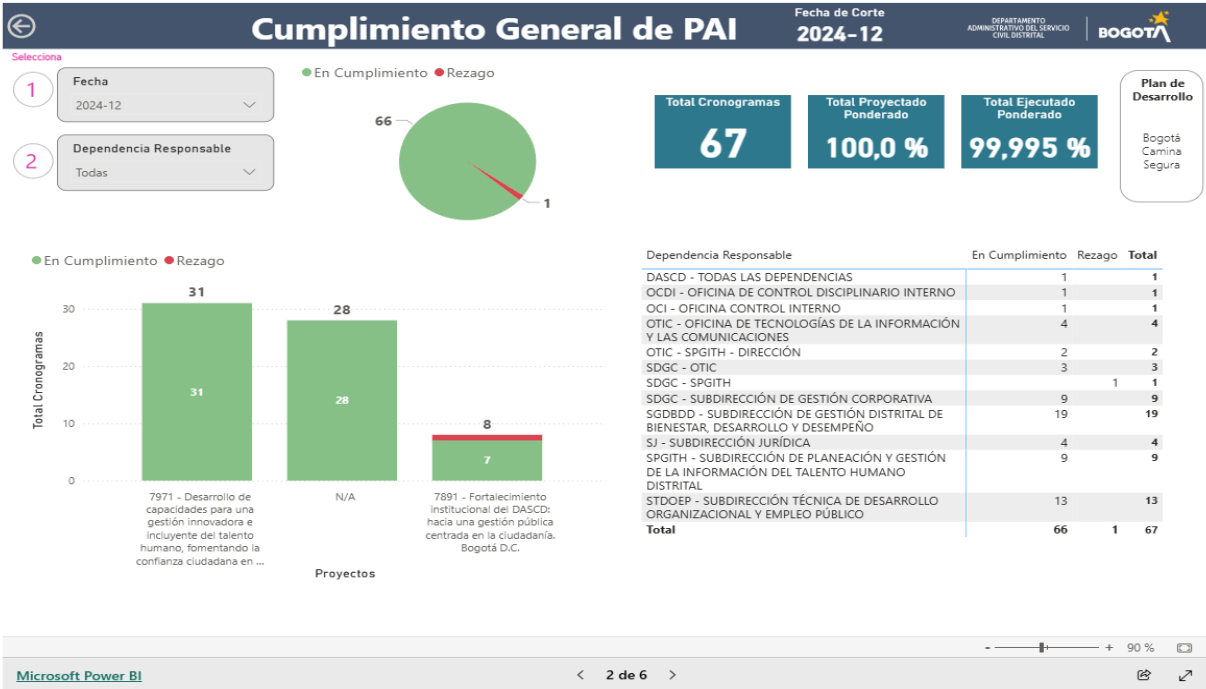 Cumplimiento General de PAI
Fecha de Corte
2024-12
DEPARTAMENTO
ADMINISTRATIVO DEL SERVICIO
CIVIL DISTRITAL
BOGOTÁ
Selecciona
1
Fecha
2024-12
2
Dependencia Responsable
Todas
En Cumplimiento Rezago
66
1
Total Cronogramas
67
Total Proyectado
Ponderado
100,0 %
Total Ejecutado
Ponderado
99,995 %
Plan de
Desarrollo
Bogotá
Camina
Segura
En Cumplimiento Rezago
Total Cronogramas
30
20
10
0
31
31
28
28
8
7
7971 - Desarrollo de
capacidades para una
gestión innovadora e
incluyente del talento
humano, fomentando la
confianza ciudadana en ...
N/A
7891 - Fortalecimiento
institucional del DASCD:
hacia una gestión pública
centrada en la ciudadanía.
Bogotá D.C.
Proyectos
Dependencia Responsable En Cumplimiento Rezago Total
DASCD - TODAS LAS DEPENDENCIAS 1 1
OCDI - OFICINA DE CONTROL DISCIPLINARIO INTERNO 1 1
OCI - OFICINA CONTROL INTERNO 1 1
OTIC - OFICINA DE TECNOLOGÍAS DE LA INFORMACIÓN 4 4
Y LAS COMUNICACIONES
OTIC - SPGITH - DIRECCIÓN 2 2
SDGC - OTIC 3 3
SDGC - SPGITH 1 1
SDGC - SUBDIRECCIÓN DE GESTIÓN CORPORATIVA 9 9
SGDBDD - SUBDIRECCIÓN DE GESTIÓN DISTRITAL DE 19 19
BIENESTAR, DESARROLLO Y DESEMPEÑO
SJ - SUBDIRECCIÓN JURÍDICA 4 4
SPGITH - SUBDIRECCIÓN DE PLANEACIÓN Y GESTIÓN 9 9
DE LA INFORMACIÓN DEL TALENTO HUMANO
DISTRITAL
STDOEP - SUBDIRECCIÓN TÉCNICA DE DESARROLLO 13 13
ORGANIZACIONAL Y EMPLEO PÚBLICO
Total 66 1 67
- + 90 %
Microsoft Power BI
< 2 de 6 >